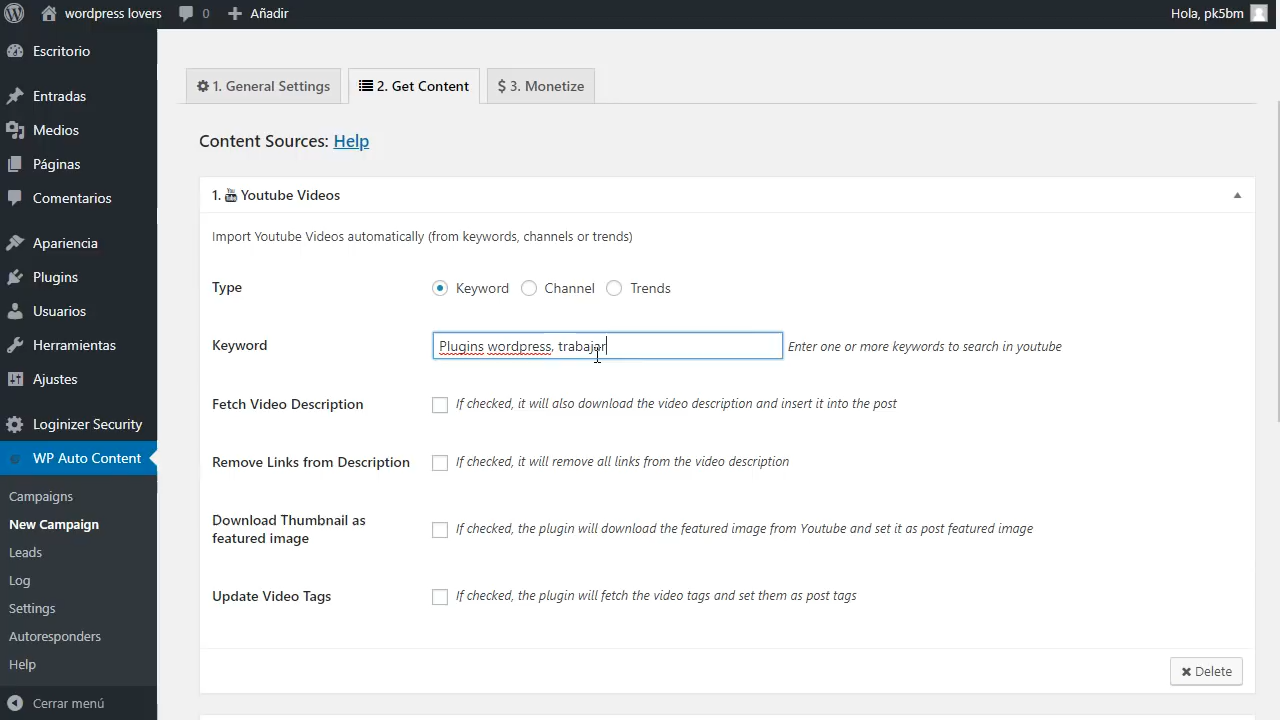 wordpress lovers 0 Añadir Hola, pk5bm
Escritorio
Entradas
Medios
Páginas
Comentarios
Apariencia
Plugins
Usuarios
Herramientas
Ajustes
Loginizer Security
WP Auto Content
Campaigns
New Campaign
Leads
Log
Settings
Autoresponders
Help
Cerrar menú
1. General Settings 2. Get Content $ 3. Monetize
Content Sources: Help
1. You Tube Youtube Videos
Import Youtube Videos automatically (from keywords, channels or trends)
Type Keyword Channel Trends
Keyword Plugins wordpress, trabajar Enter one or more keywords to search in youtube
Fetch Video Description If checked, it will also download the video description and insert it into the post
Remove Links from Description If checked, it will remove all links from the video description
Download Thumbnail as
featured image If checked, the plugin will download the featured image from Youtube and set it as post featured image
Update Video Tags If checked, the plugin will fetch the video tags and set them as post tags
Delete